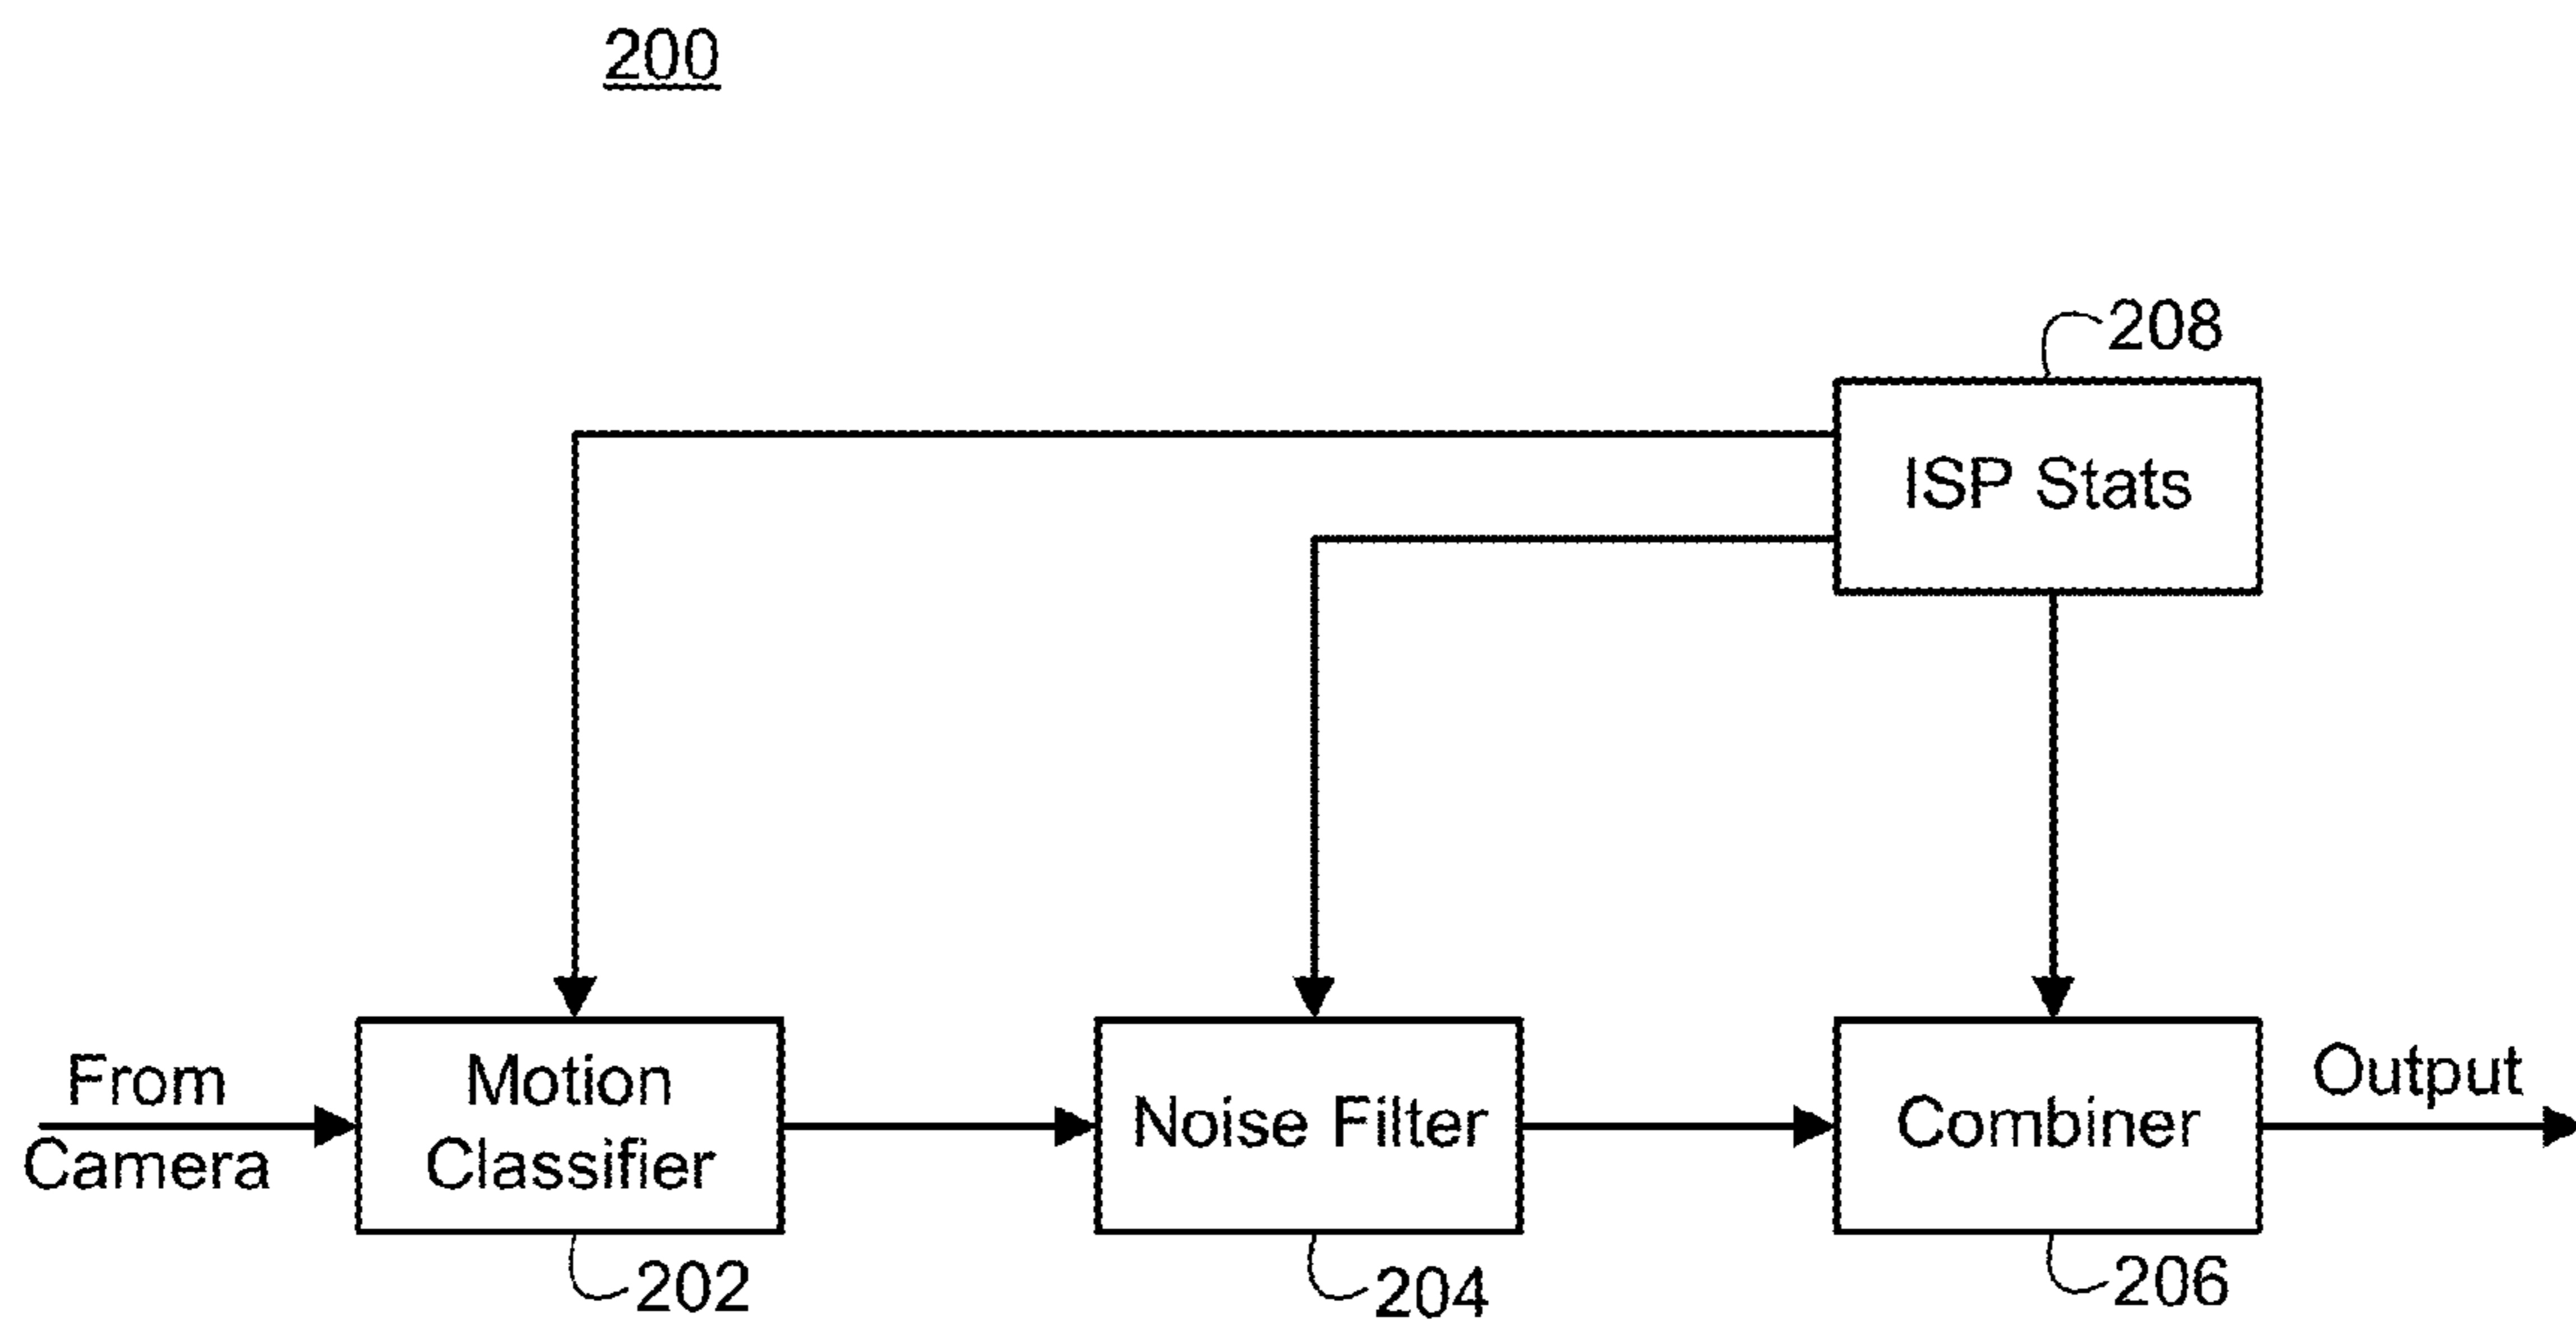 200
208
ISP Stats
From
Camera
Motion
Classifier
Noise Filter
Combiner
Output
202
204
206